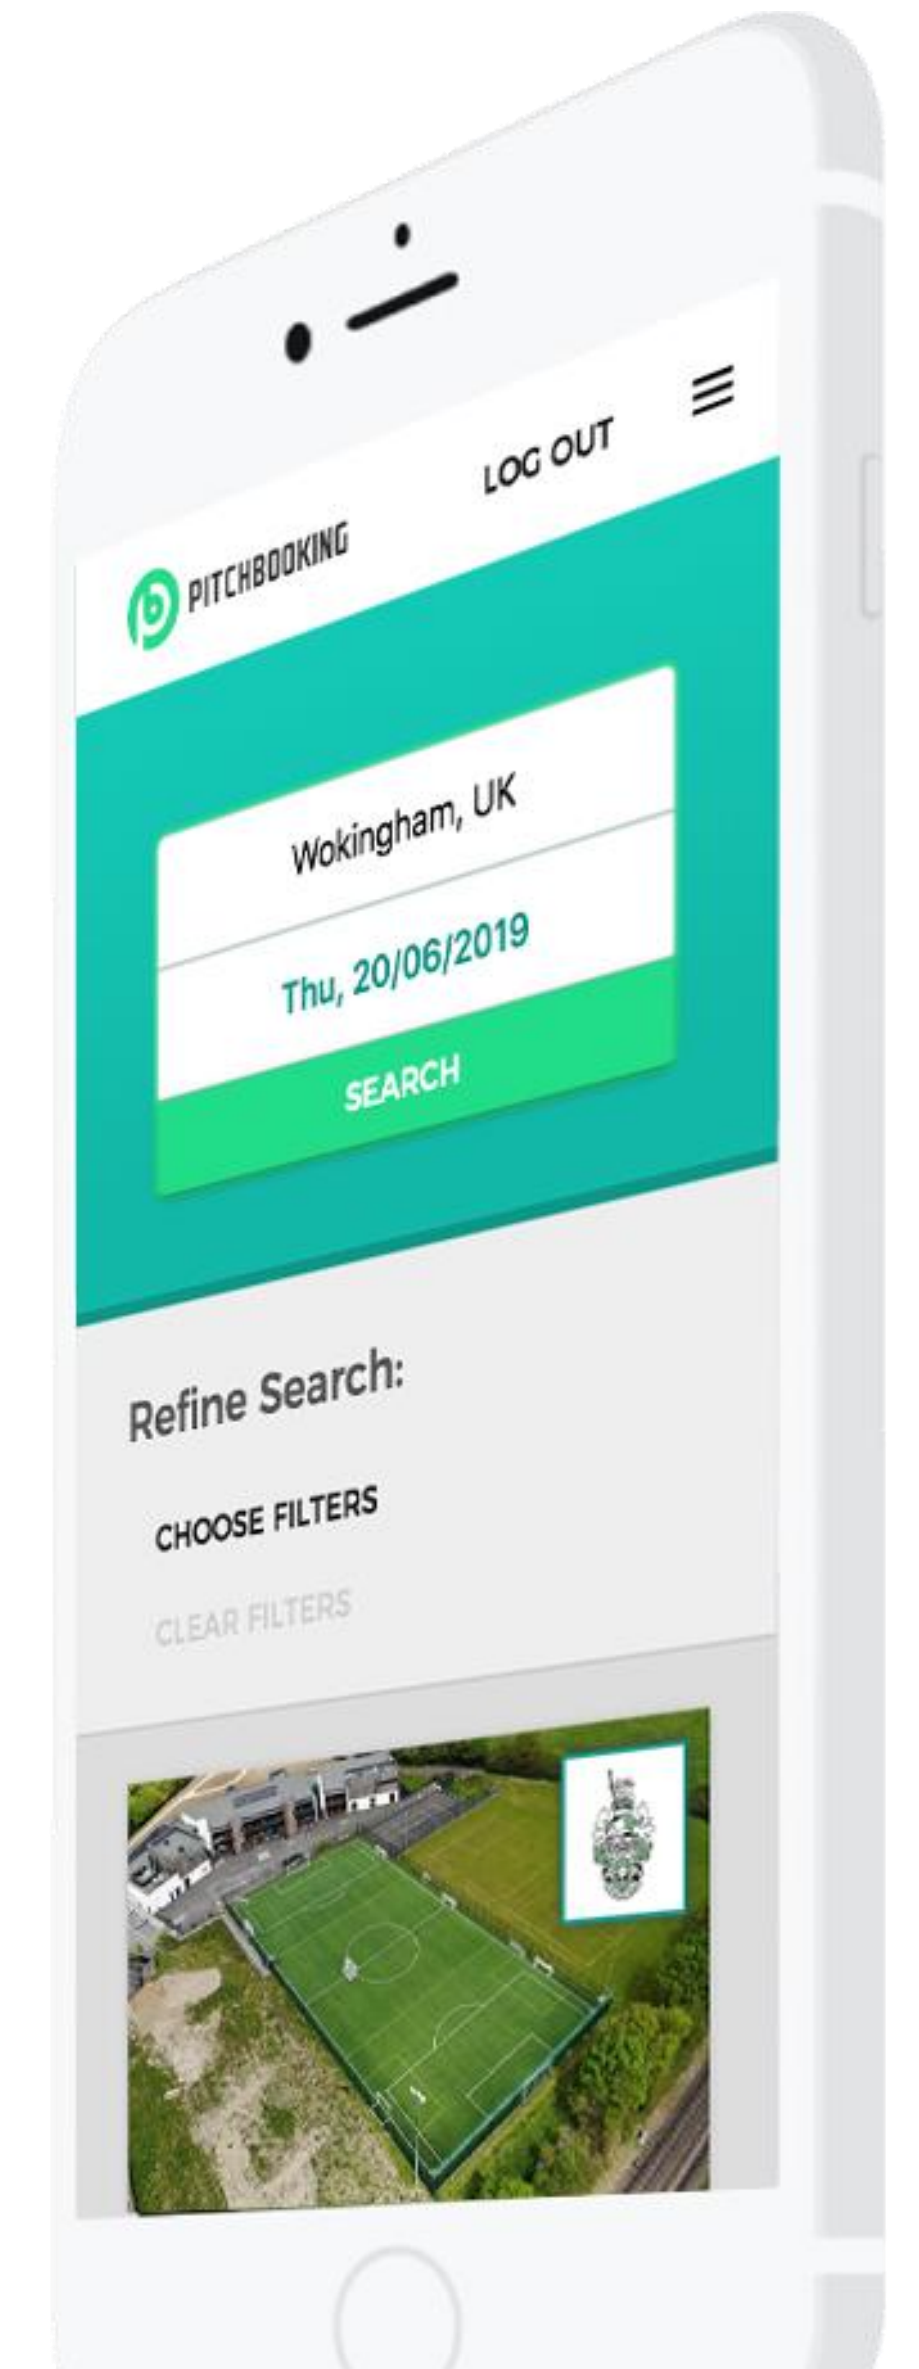 LOG OUT
PITCHBOOKING
Wokingham, UK
Thu, 20/06/2019
SEARCH
Refine Search:
CHOOSE FILTERS
CLEAR FILTERS